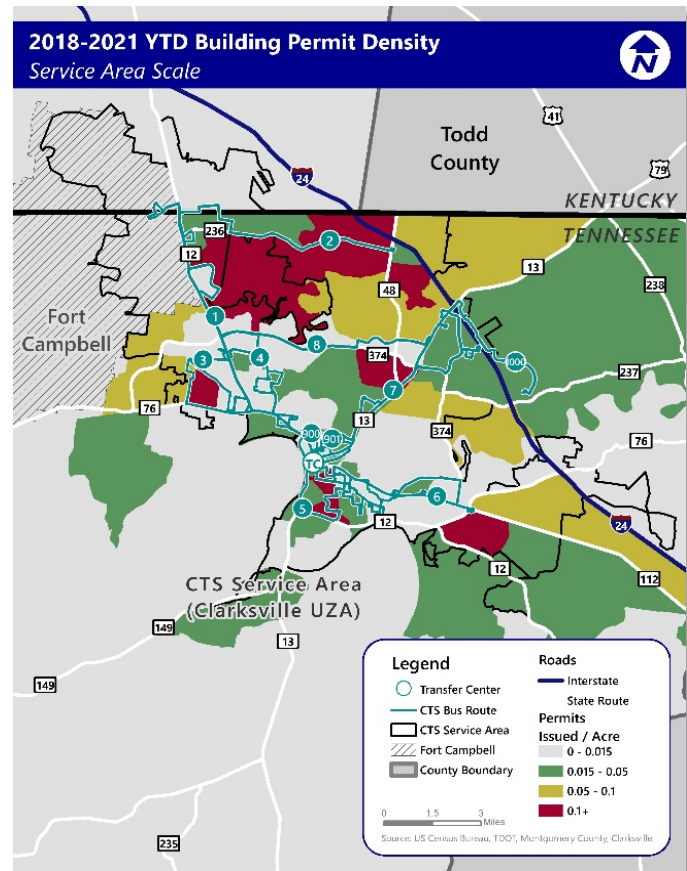 2018-2021 YTD Building Permit Density
Service Area Scale
N
41
Todd
County
24
79
KENTUCKY
TENNESSEE
236
2
12
13
48
238
Fort
Campbell
1
8
3
4
374
1000
237
7
76
13
374
900
901
76
TC
6
5
12
24
12
112
CTS Service Area
(Clarksville UZA)
149
13
149
235
Legend
Transfer Center
CTS Bus Route
CTS Service Area
Fort Campbell
County Boundary
0 1.5 3
Miles
Roads
Interstate
State Route
Permits
Issued / Acre
0 - 0.015
0.015 - 0.05
0.05 - 0.1
0.1+
Source: US Census Bureau, TDOT, Montgomery County, Clarksville